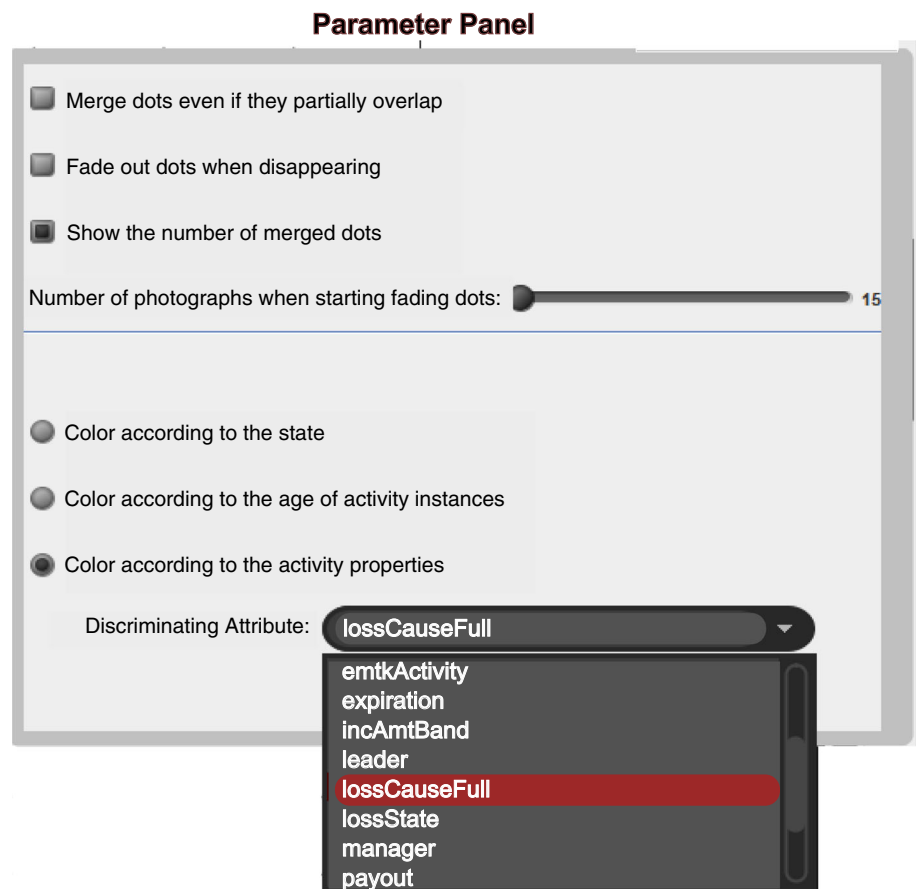 Parameter Panel
Merge dots even if they partially overlap
Fade out dots when disappearing
Show the number of merged dots
Number of photographs when starting fading dots: 15
Color according to the state
Color according to the age of activity instances
Color according to the activity properties
Discriminating Attribute: lossCauseFull
emtkActivity
expiration
incAmtBand
leader
lossCauseFull
lossState
manager
payout